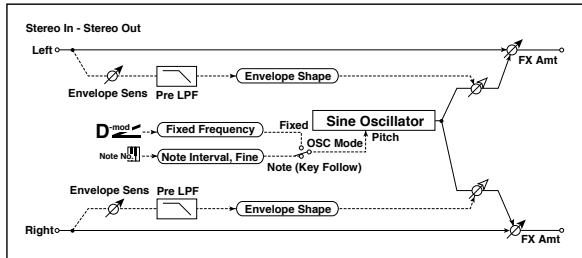 Stereo In - Stereo Out
Left
FX Amt
Envelope Sens
Pre LPF
Envelope Shape
D-mod
Fixed Frequency
Fixed
Sine Oscillator
OSC Mode
Pitch
Note No.
Note Interval, Fine
Note (Key Follow)
Envelope Sens
Pre LPF
Envelope Shape
Right
FX Amt